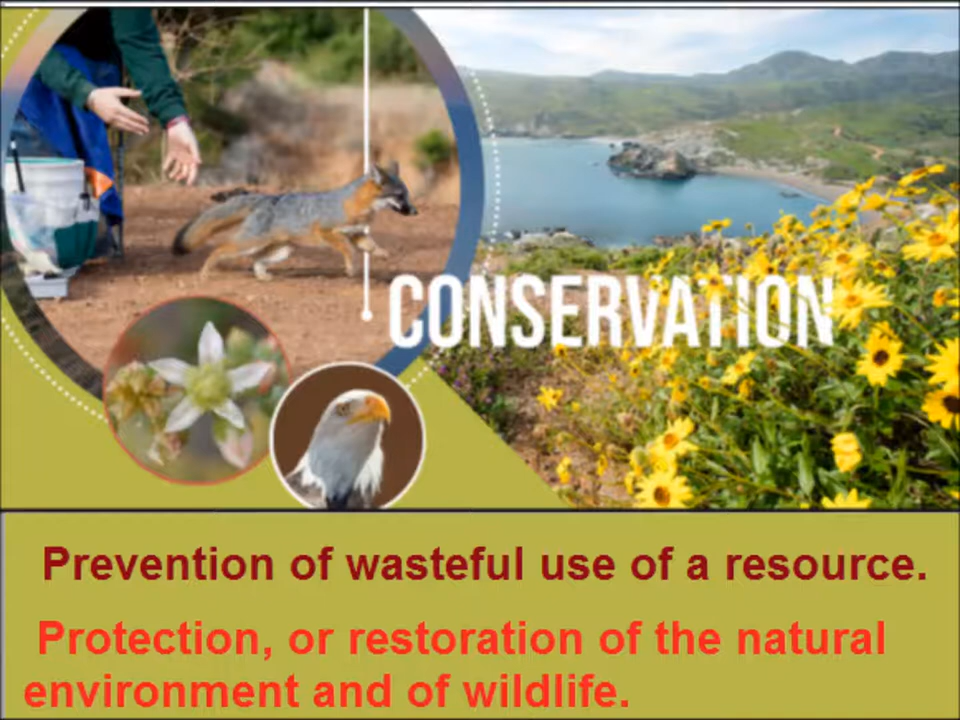 CONSERVATION
Prevention of wasteful use of a resource.
Protection, or restoration of the natural
environment and of wildlife.